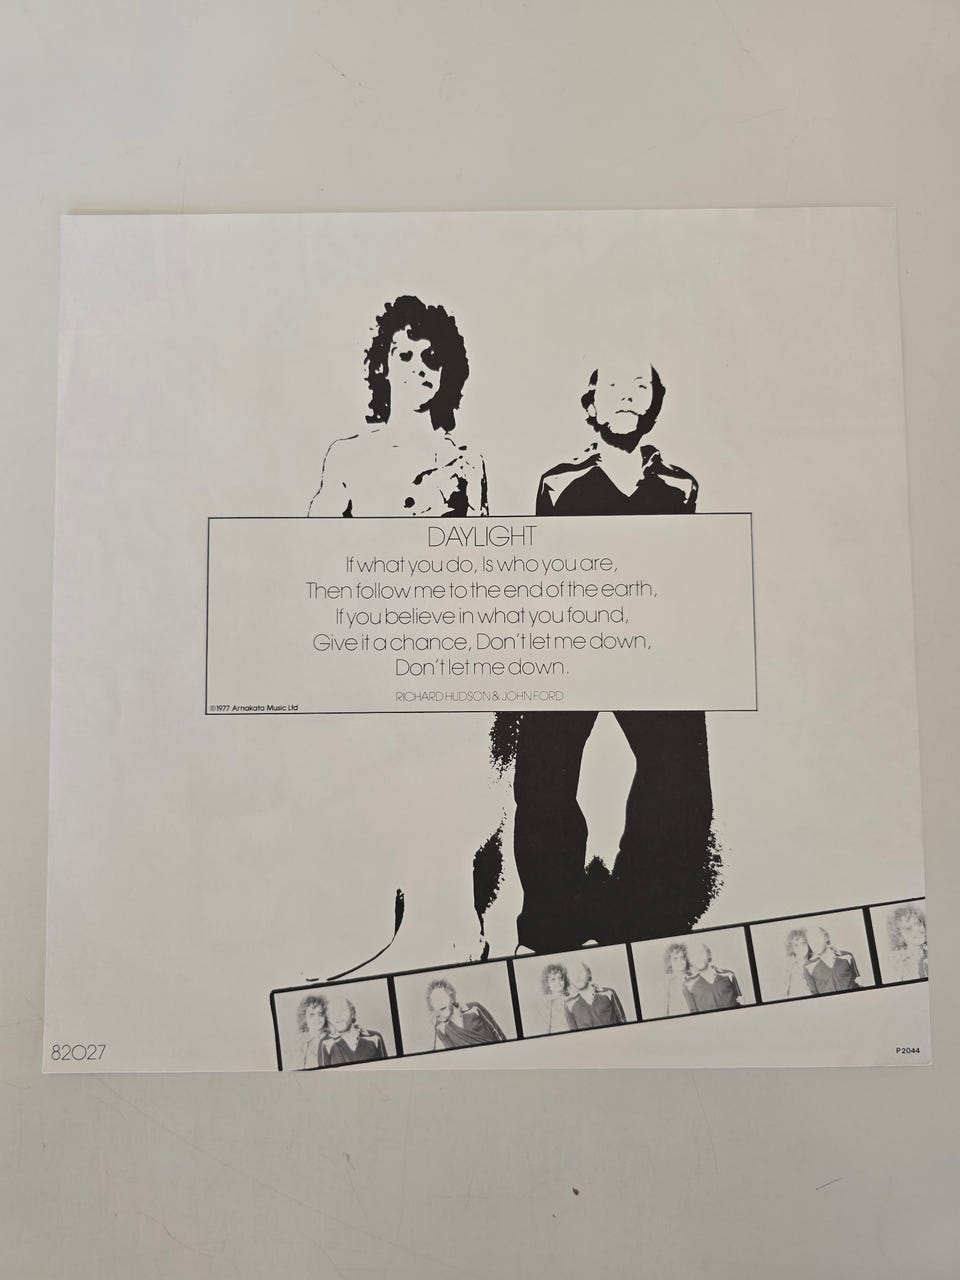 DAYLIGHT
If what you do, Is who you are,
Then follow me to the end of the earth,
If you believe in what you found,
Give it a chance, Don't let me down,
Don't let me down.
RICHARD HUDSON & JOHN FORD
©1977 Arnakata Music Ltd
82027
P2044